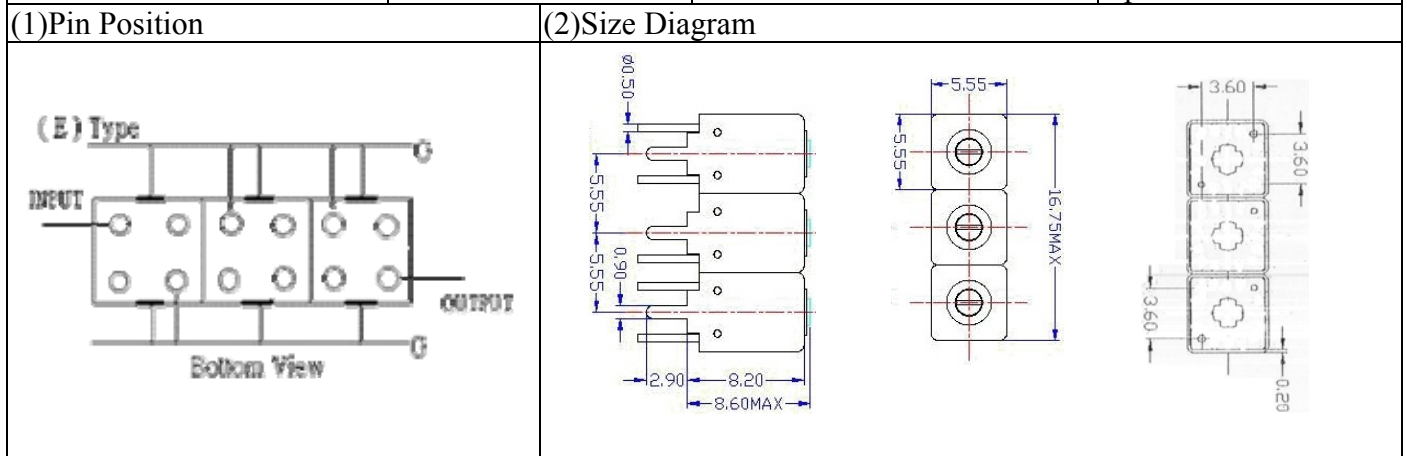 (1)Pin Position
(2)Size Diagram
(E) Type
G
INPUT
OUTPUT
G
Bottom View
ø0.50
5.55
5.55
0.90
2.90
8.20
8.60MAX
5.55
5.55
16.75MAX
3.60
3.60
3.60
0.20